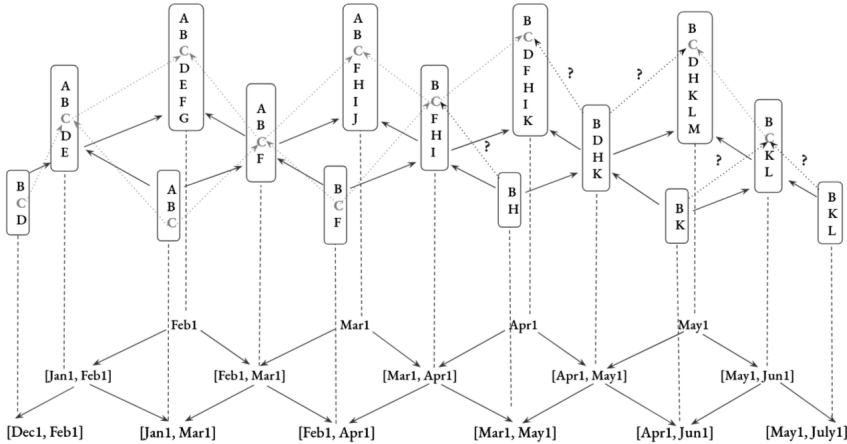 A
B
C
D
E
F
G
A
B
C
F
H
I
J
B
C
D
F
H
I
K
B
C
D
H
K
L
M
?
?
A
B
C
D
E
A
B
C
F
B
C
F
H
I
B
D
H
K
B
C
K
L
?
?
?
B
C
D
A
B
C
B
C
F
B
H
B
K
B
K
L
Feb1
Mar1
Apr1
May1
[Jan1, Feb1]
[Feb1, Mar1]
[Mar1, Apr1]
[Apr1, May1]
[May1, Jun1]
[Dec1, Feb1]
[Jan1, Mar1]
[Feb1, Apr1]
[Mar1, May1]
[Apr1, Jun1]
[May1, July1]